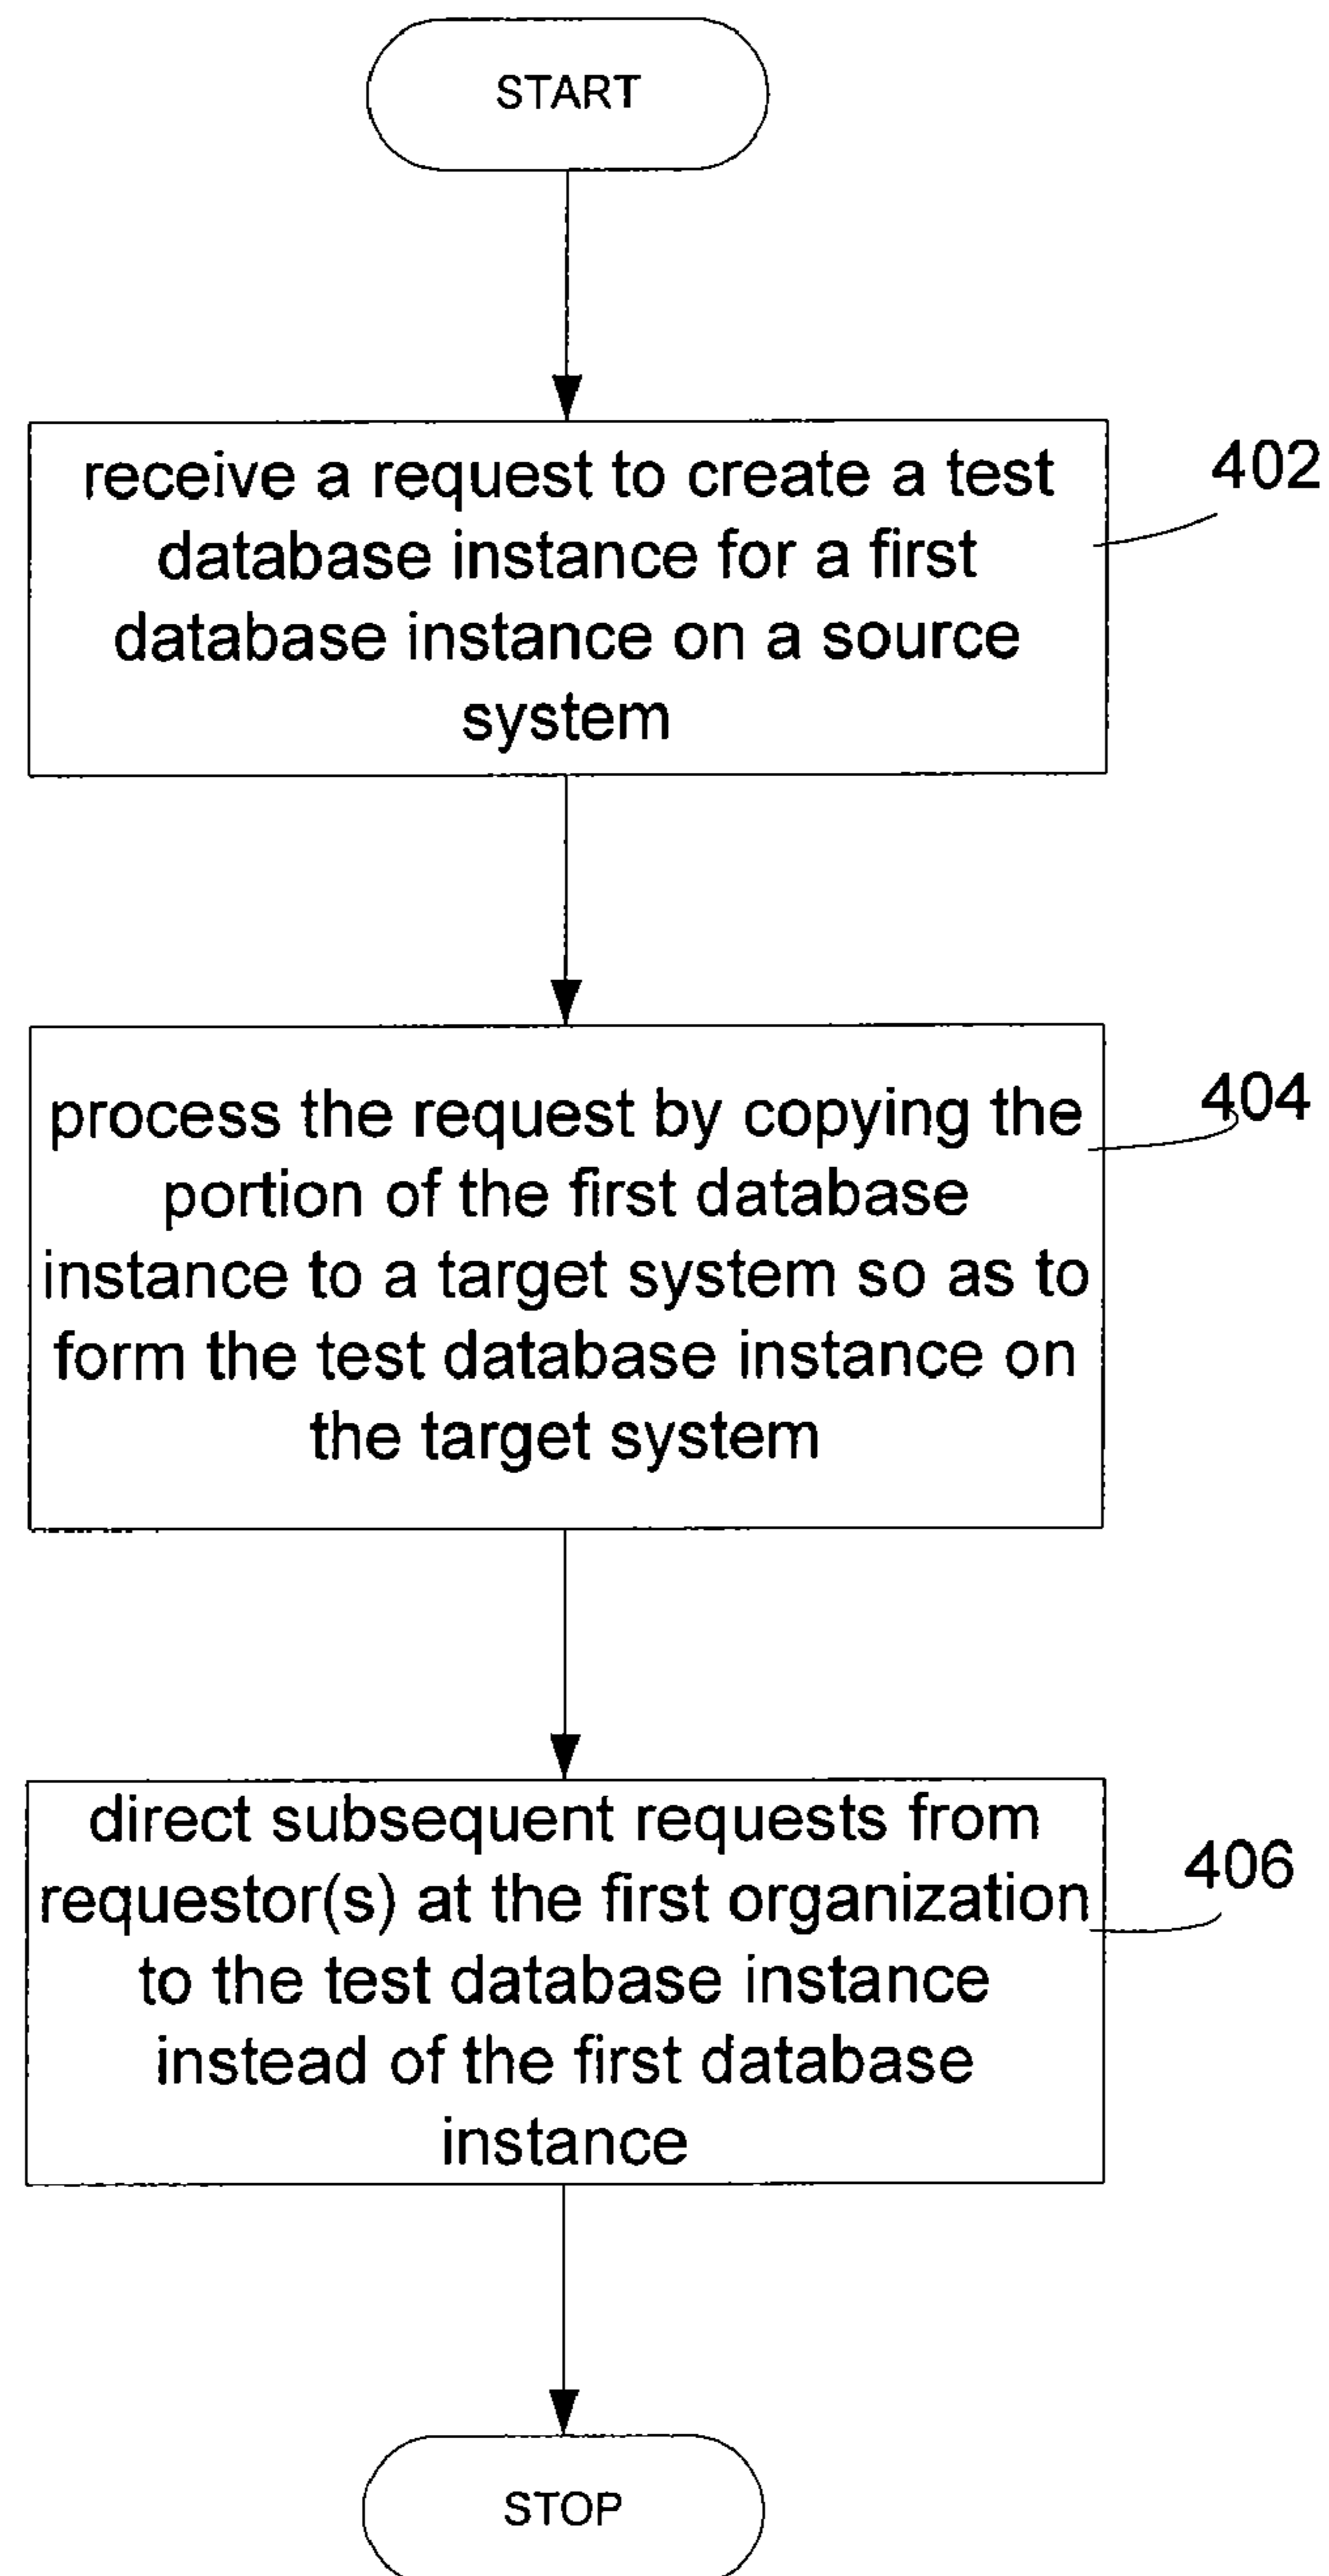 START
receive a request to create a test
database instance for a first
database instance on a source
system
402
process the request by copying the
portion of the first database
instance to a target system so as to
form the test database instance on
the target system
404
direct subsequent requests from
requestor(s) at the first organization
to the test database instance
instead of the first database
instance
406
STOP